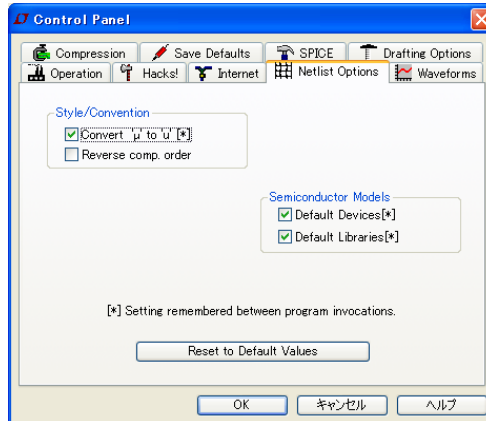 Control Panel
Compression Save Defaults SPICE Drafting Options
Operation Hacks! Internet Netlist Options Waveforms
Style/Convention
Convert 'μ' to 'u' [*]
Reverse comp. order
Semiconductor Models
Default Devices[*]
Default Libraries[*]
[*] Setting remembered between program invocations.
Reset to Default Values
OK キャンセル ヘルプ